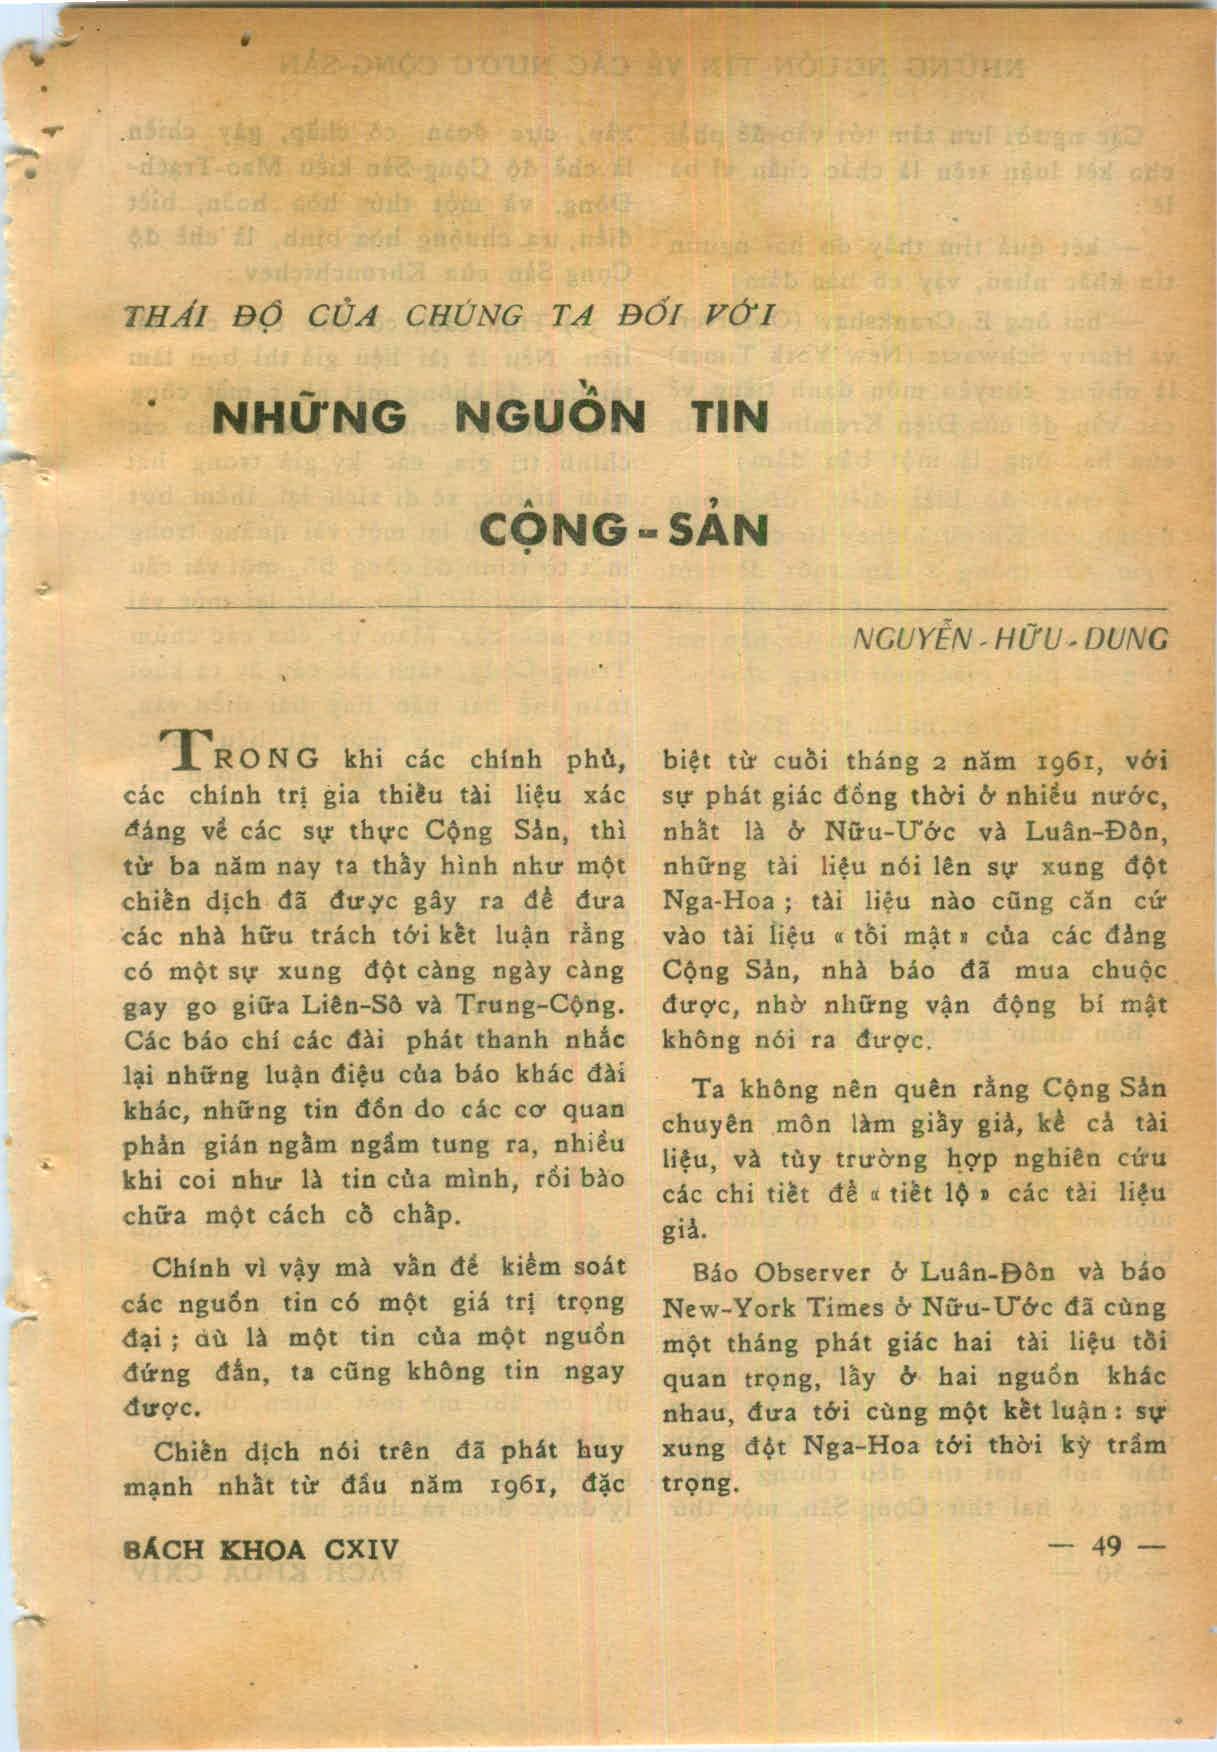 THÁI ĐỘ CỦA CHÚNG TA ĐỐI VỚI
NHỮNG NGUỒN TIN
CỘNG-SẢN
NGUYỄN-HỮU-DUNG
TRONG khi các chính phủ,
các chính trị gia thiếu tài liệu xác
đáng về các sự thực Cộng Sản, thì
từ ba năm nay ta thấy hình như một
chiến dịch đã được gây ra để đưa
các nhà hữu trách tới kết luận rằng
có một sự xung đột càng ngày càng
gay go giữa Liên-Sô và Trung-Cộng.
Các báo chí các đài phát thanh nhắc
lại những luận điệu của báo khác đài
khác, những tin đồn do các cơ quan
phản gián ngấm ngầm tung ra, nhiều
khi coi như là tin của mình, rồi bào
chữa một cách cố chấp.
Chính vì vậy mà vấn đề kiểm soát
các nguồn tin có một giá trị trọng
đại ; dù là một tin của một nguồn
đứng đắn, ta cũng không tin ngay
được.
Chiến dịch nói trên đã phát huy
mạnh nhất từ đầu năm 1961, đặc
biệt từ cuối tháng 2 năm 1961, với
sự phát giác đồng thời ở nhiều nước,
nhất là ở Nữu-Ước và Luân-Đôn,
những tài liệu nói lên sự xung đột
Nga-Hoa ; tài liệu nào cũng căn cứ
vào tài liệu « tối mật » của các đảng
Cộng Sản, nhà báo đã mua chuộc
được, nhờ những vận động bí mật
không nói ra được.
Ta không nên quên rằng Cộng Sản
chuyên môn làm giấy giả, kể cả tài
liệu, và tùy trường hợp nghiên cứu
các chi tiết để « tiết lộ » các tài liệu
giả.
Báo Observer ở Luân-Đôn và báo
New-York Times ở Nữu-Ước đã cùng
một tháng phát giác hai tài liệu tối
quan trọng, lấy ở hai nguồn khác
nhau, đưa tới cùng một kết luận : sự
xung đột Nga-Hoa tới thời kỳ trầm
trọng.
BÁCH KHOA CXIV
— 49 —